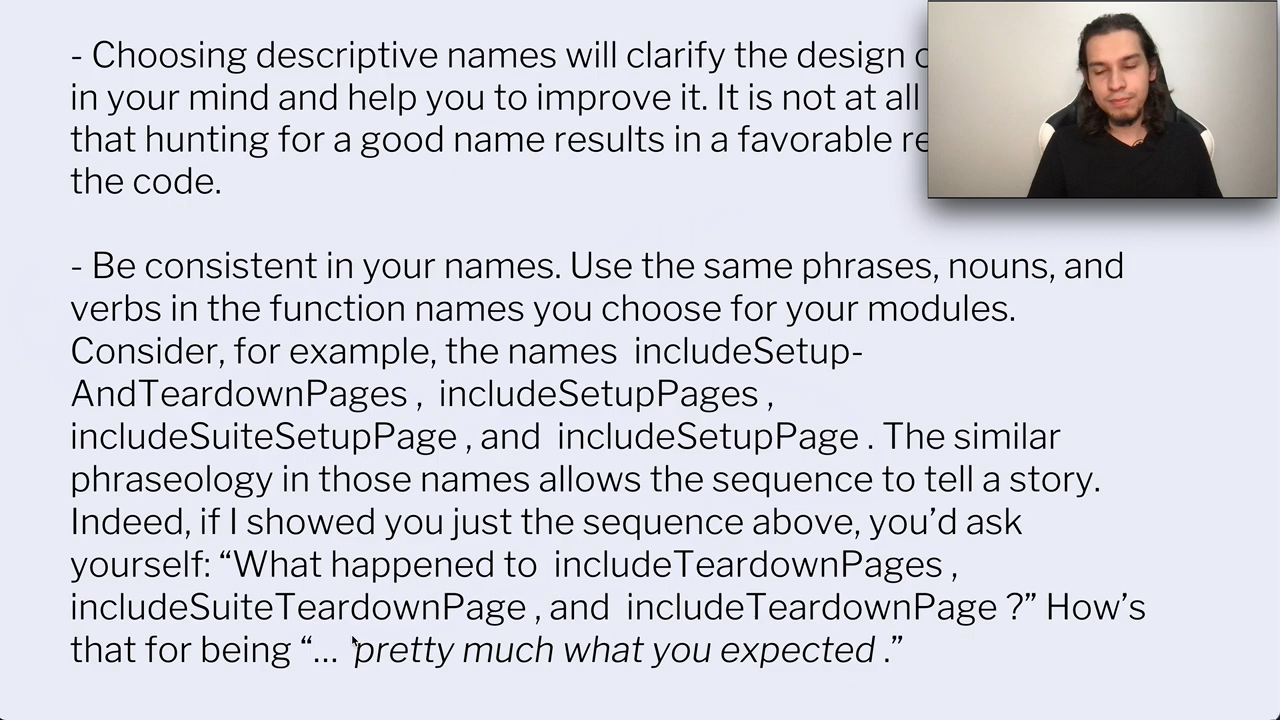 - Choosing descriptive names will clarify the design
in your mind and help you to improve it. It is not at all
that hunting for a good name results in a favorable
the code.
- Be consistent in your names. Use the same phrases, nouns, and
verbs in the function names you choose for your modules.
Consider, for example, the names includeSetup-
AndTeardownPages , includeSetupPages ,
includeSuiteSetupPage , and includeSetupPage . The similar
phraseology in those names allows the sequence to tell a story.
Indeed, if I showed you just the sequence above, you’d ask
yourself: “What happened to includeTeardownPages ,
includeSuiteTeardownPage , and includeTeardownPage ?” How’s
that for being “... pretty much what you expected .”